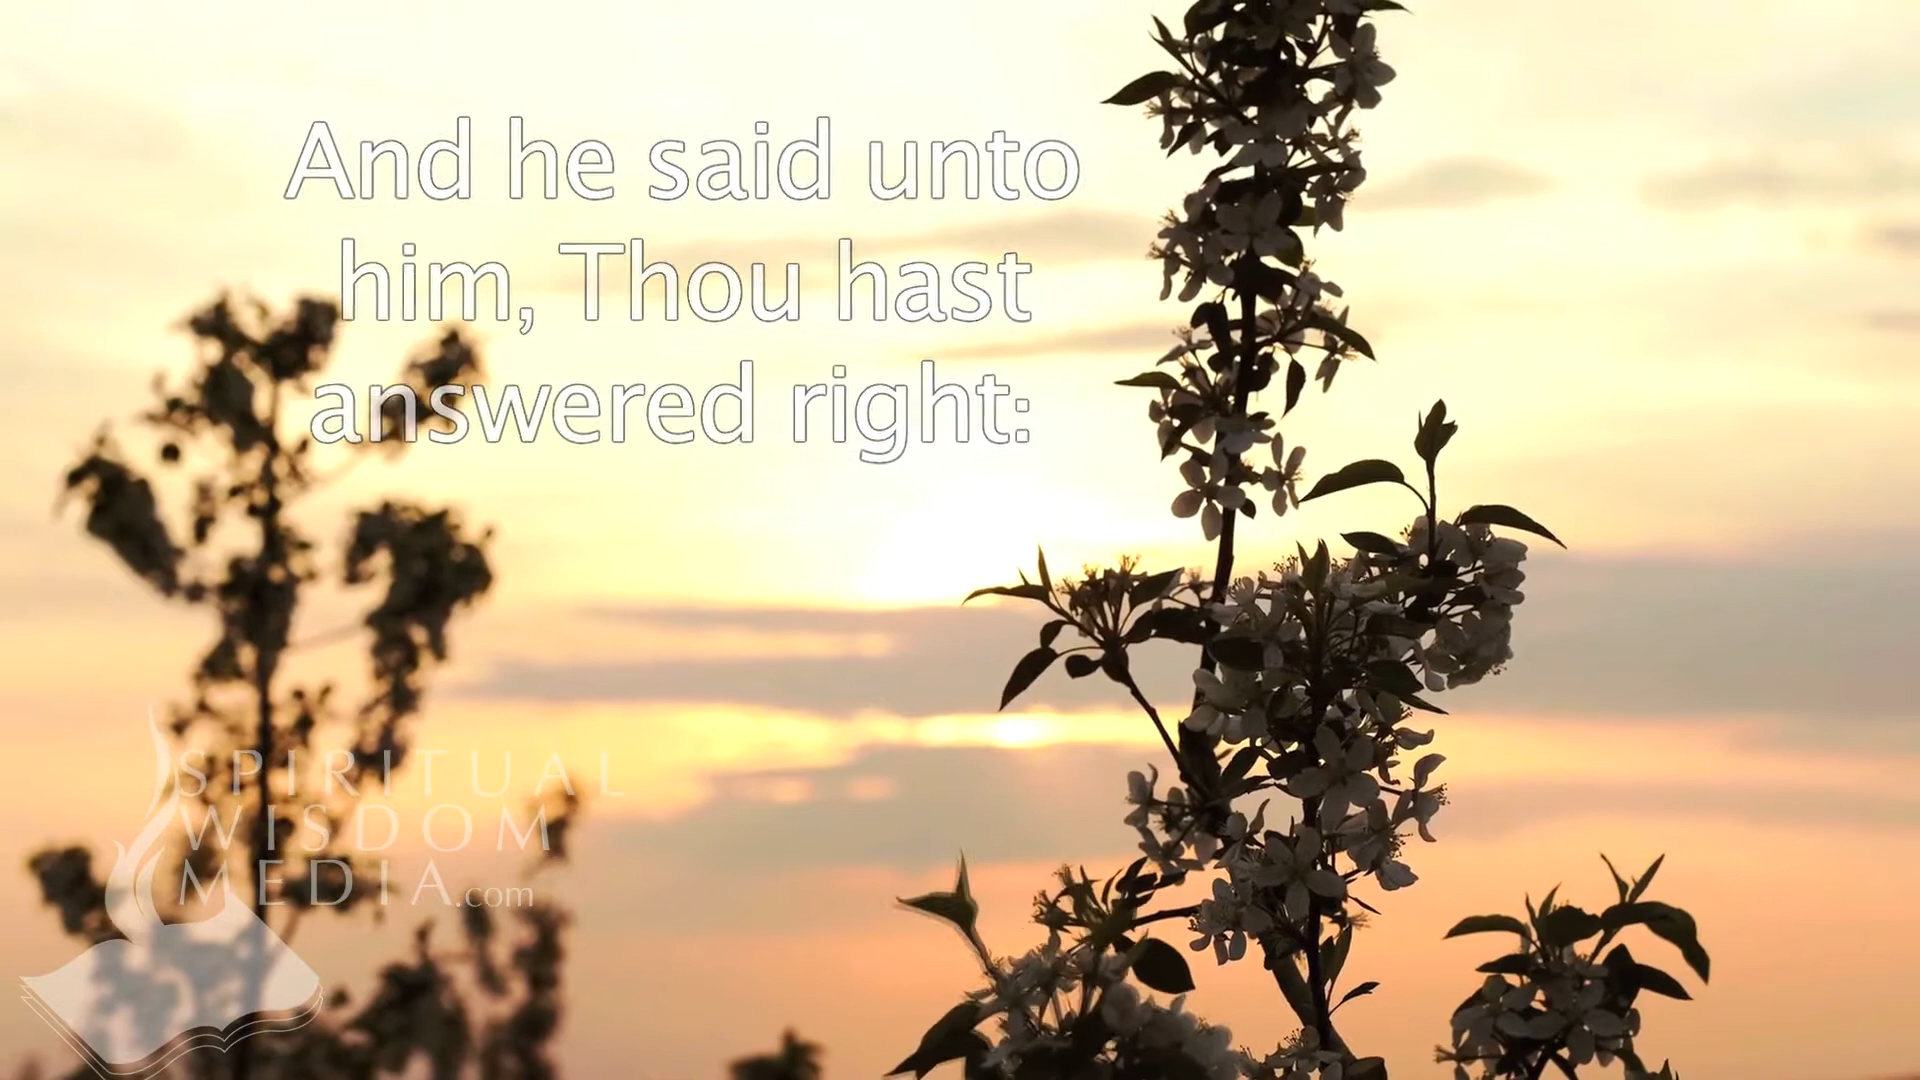 And he said unto
him, Thou hast
answered right:
SPIRITUAL
WISDOM
MEDIA.com